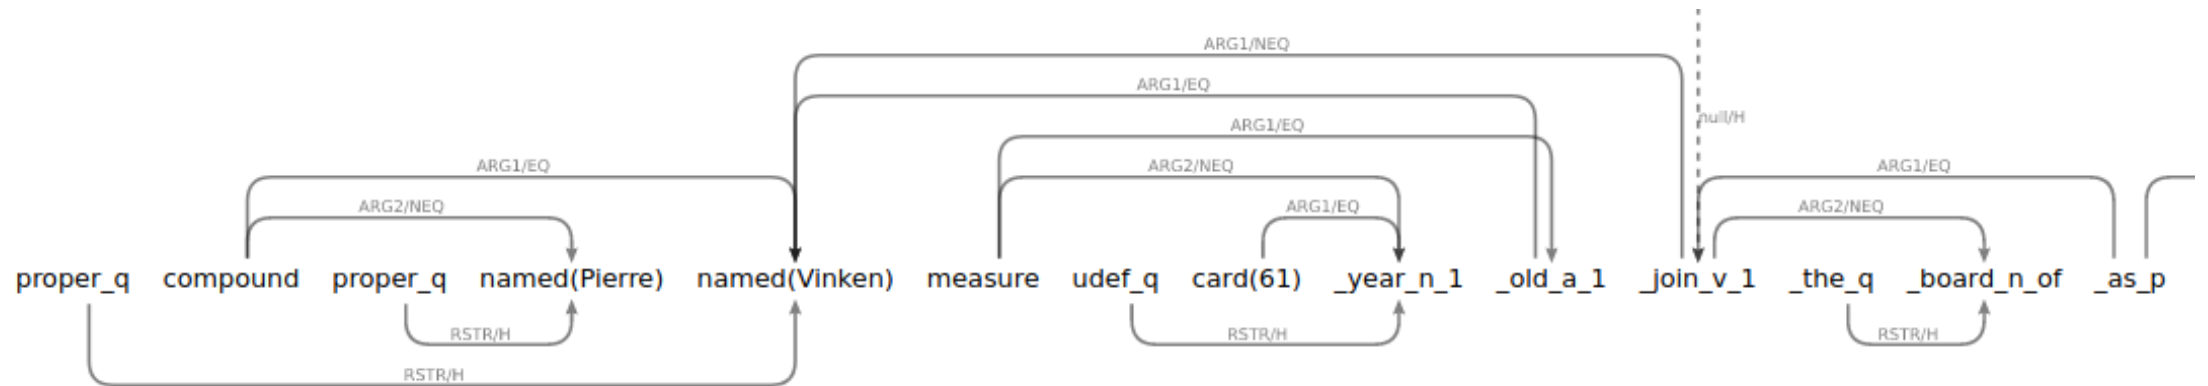 ARG1/NEQ
ARG1/EQ
null/H
ARG1/EQ
ARG1/EQ ARG2/NEQ ARG1/EQ
ARG2/NEQ ARG1/EQ ARG2/NEQ
proper_q compound proper_q named(Pierre) named(Vinken) measure udef_q card(61) _year_n_1 _old_a_1 _join_v_1 _the_q _board_n_of _as_p
RSTR/H RSTR/H RSTR/H
RSTR/H